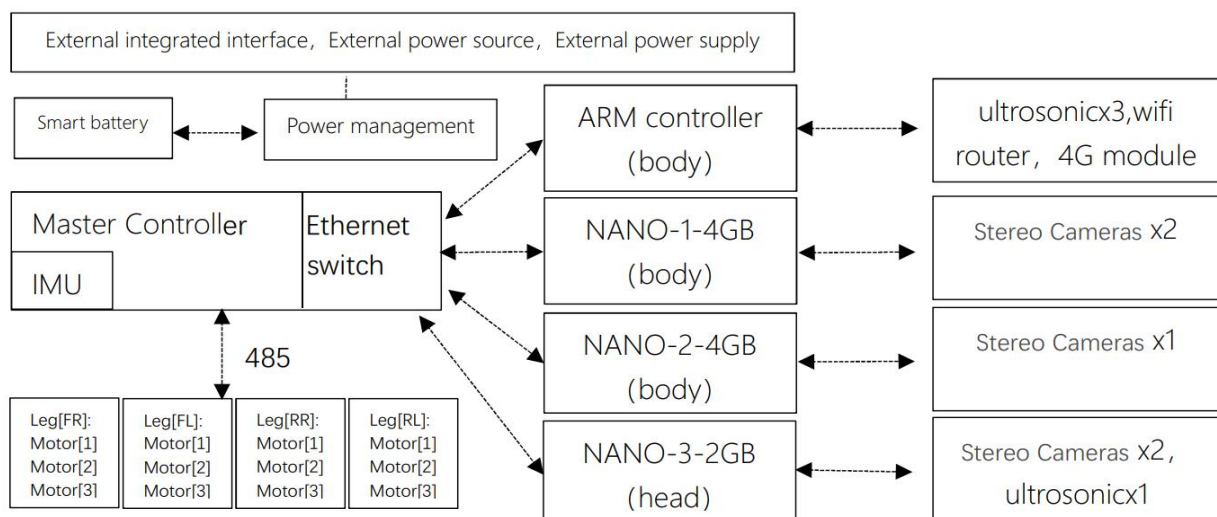 External integrated interface，External power source，External power supply
Smart battery
Power management
ARM controller
(body)
ultrosonicx3,wifi
router，4G module
Master Controller
IMU
Ethernet
switch
NANO-1-4GB
(body)
Stereo Cameras x2
485
NANO-2-4GB
(body)
Stereo Cameras x1
Leg[FR]:
Motor[1]
Motor[2]
Motor[3]
Leg[FL]:
Motor[1]
Motor[2]
Motor[3]
Leg[RR]:
Motor[1]
Motor[2]
Motor[3]
Leg[RL]:
Motor[1]
Motor[2]
Motor[3]
NANO-3-2GB
(head)
Stereo Cameras x2，
ultrosonicx1